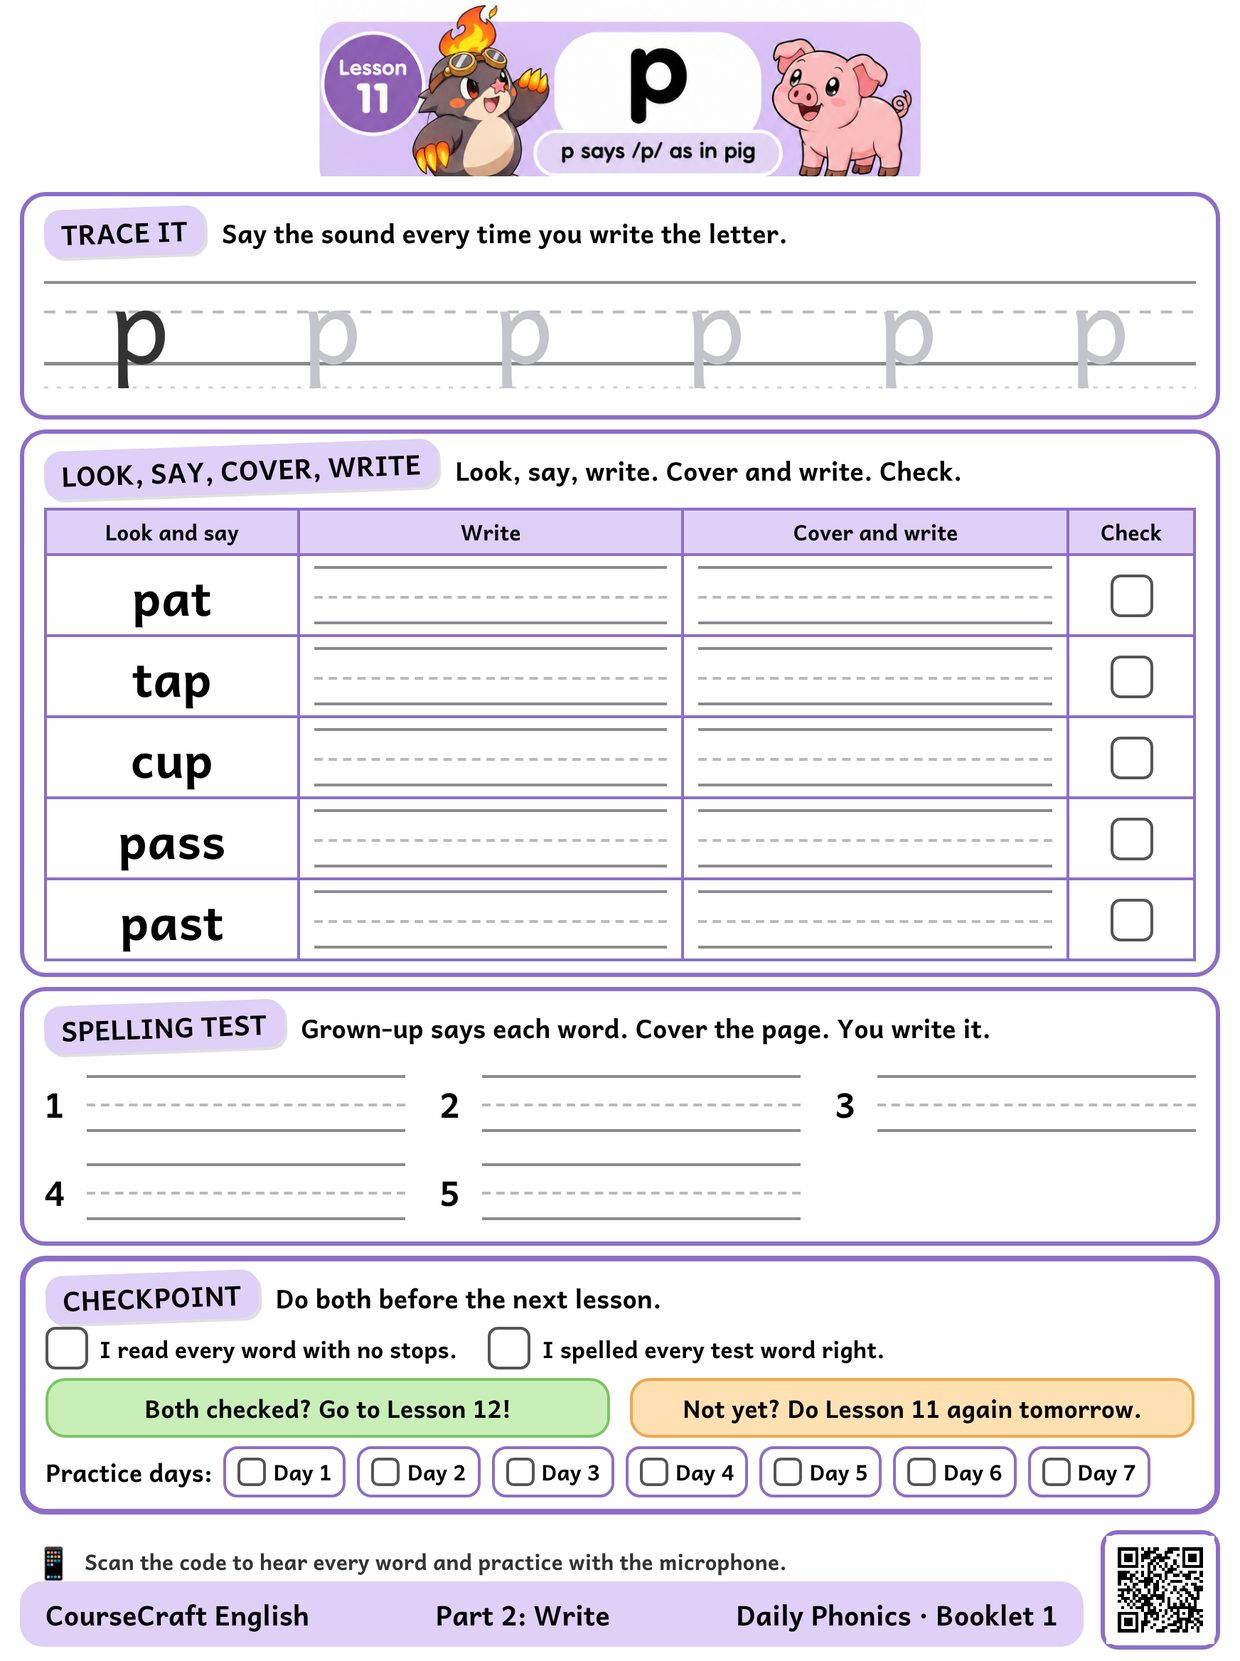 Lesson
11
p
p says /p/ as in pig
TRACE IT Say the sound every time you write the letter.
p p p p p p
LOOK, SAY, COVER, WRITE Look, say, write. Cover and write. Check.
Look and say Write Cover and write Check
pat
tap
cup
pass
past
SPELLING TEST Grown-up says each word. Cover the page. You write it.
1 2 3
4 5
CHECKPOINT Do both before the next lesson.
I read every word with no stops. I spelled every test word right.
Both checked? Go to Lesson 12! Not yet? Do Lesson 11 again tomorrow.
Practice days: Day 1 Day 2 Day 3 Day 4 Day 5 Day 6 Day 7
Scan the code to hear every word and practice with the microphone.
CourseCraft English Part 2: Write Daily Phonics · Booklet 1